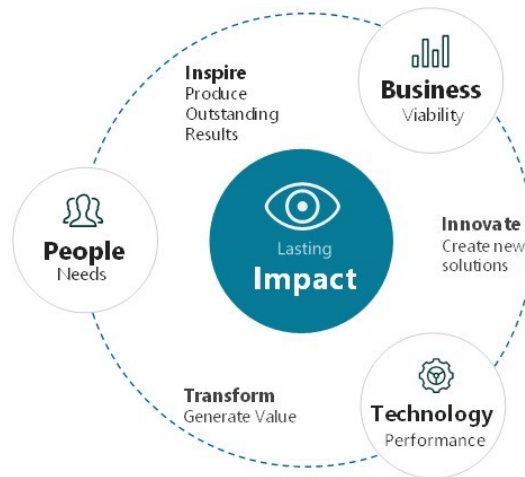 Inspire
Produce
Outstanding
Results
Business
Viability
People
Needs
Lasting
Impact
Innovate
Create new
solutions
Transform
Generate Value
Technology
Performance